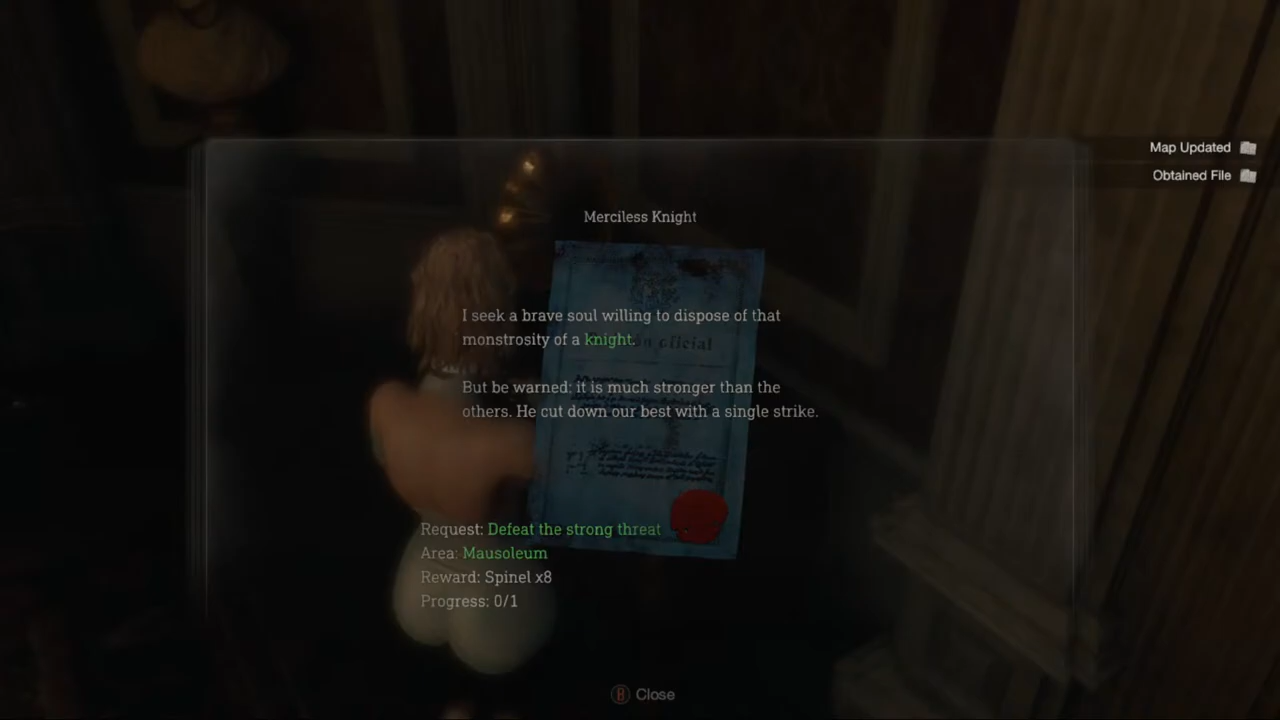 Map Updated
Obtained File
Merciless Knight
I seek a brave soul willing to dispose of that
monstrosity of a knight.
But be warned: it is much stronger than the
others. He cut down our best with a single strike.
Request: Defeat the strong threat
Area: Mausoleum
Reward: Spinel x8
Progress: 0/1
B Close